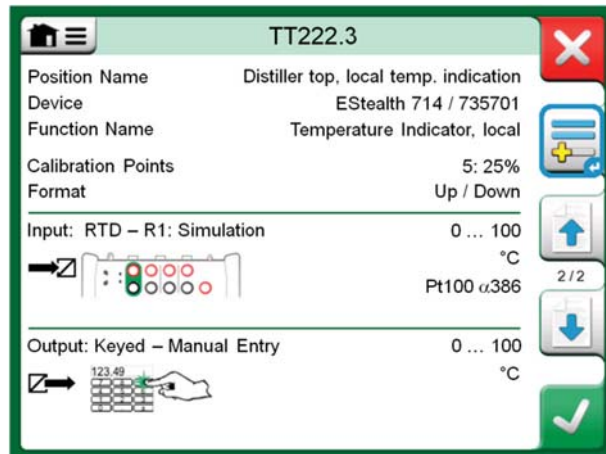 TT222.3
Position Name Distiller top, local temp. indication
Device EStealth 714 / 735701
Function Name Temperature Indicator, local
Calibration Points 5: 25%
Format Up / Down
Input: RTD – R1: Simulation 0 ... 100
°C
Pt100 α386
2/2
Output: Keyed – Manual Entry 0 ... 100
°C
123.49